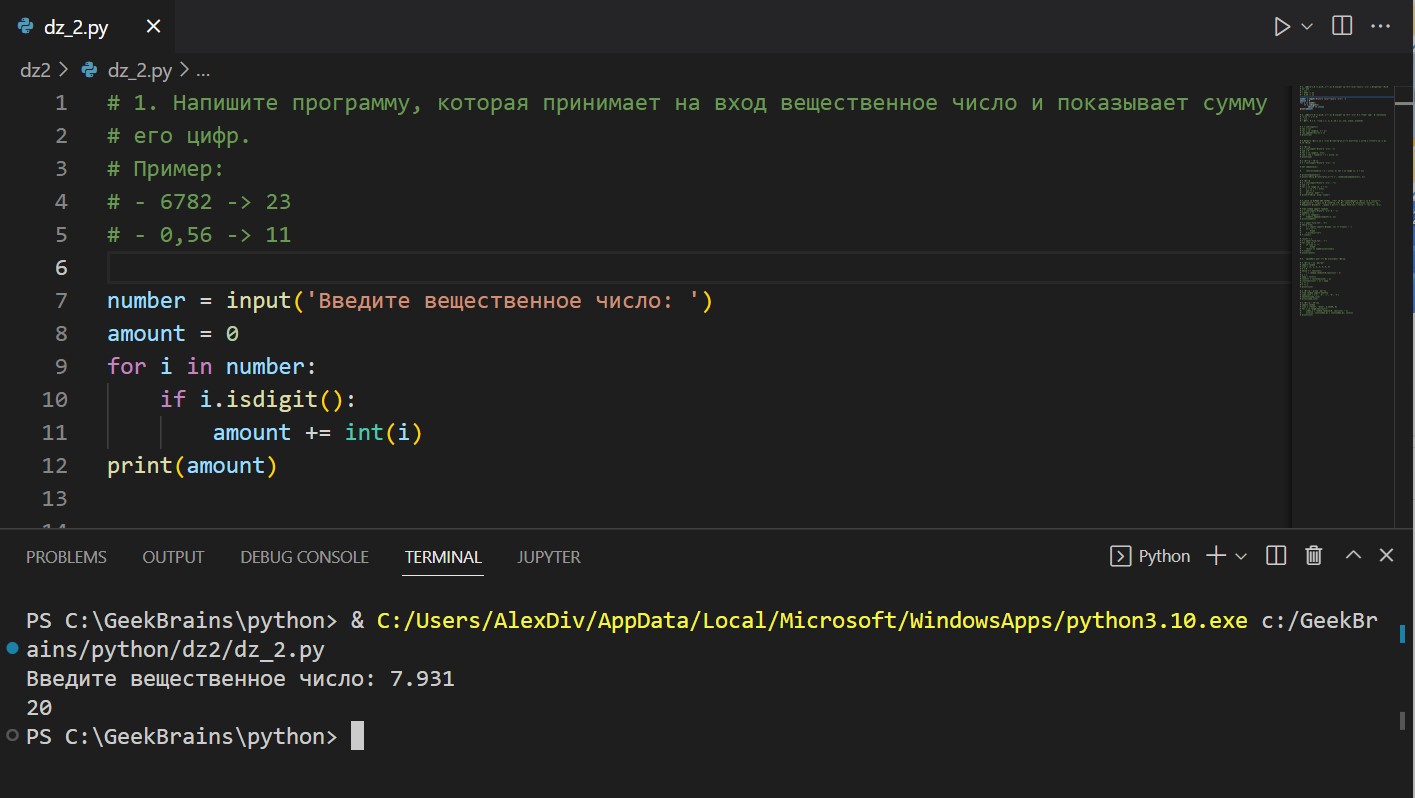 dz_2.py
dz2 > dz_2.py > ...
1 # 1. Напишите программу, которая принимает на вход вещественное число и показывает сумму
2 # его цифр.
3 # Пример:
4 # - 6782 -> 23
5 # - 0,56 -> 11
6
7 number = input('Введите вещественное число: ')
8 amount = 0
9 for i in number:
10     if i.isdigit():
11         amount += int(i)
12 print(amount)
13
PROBLEMS OUTPUT DEBUG CONSOLE TERMINAL JUPYTER Python
PS C:\GeekBrains\python> & C:/Users/AlexDiv/AppData/Local/Microsoft/WindowsApps/python3.10.exe c:/GeekBr
ains/python/dz2/dz_2.py
Введите вещественное число: 7.931
20
PS C:\GeekBrains\python>